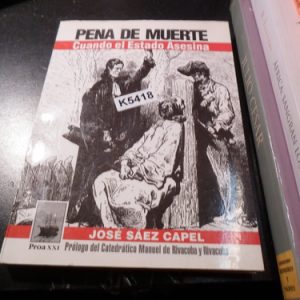 PENA DE MUERTE
Cuando el Estado Asesina
K5418
JOSÉ SÁEZ CAPEL
Proa XXI
Prólogo del Catedrático Manuel de Rivacoba y Rivacoba